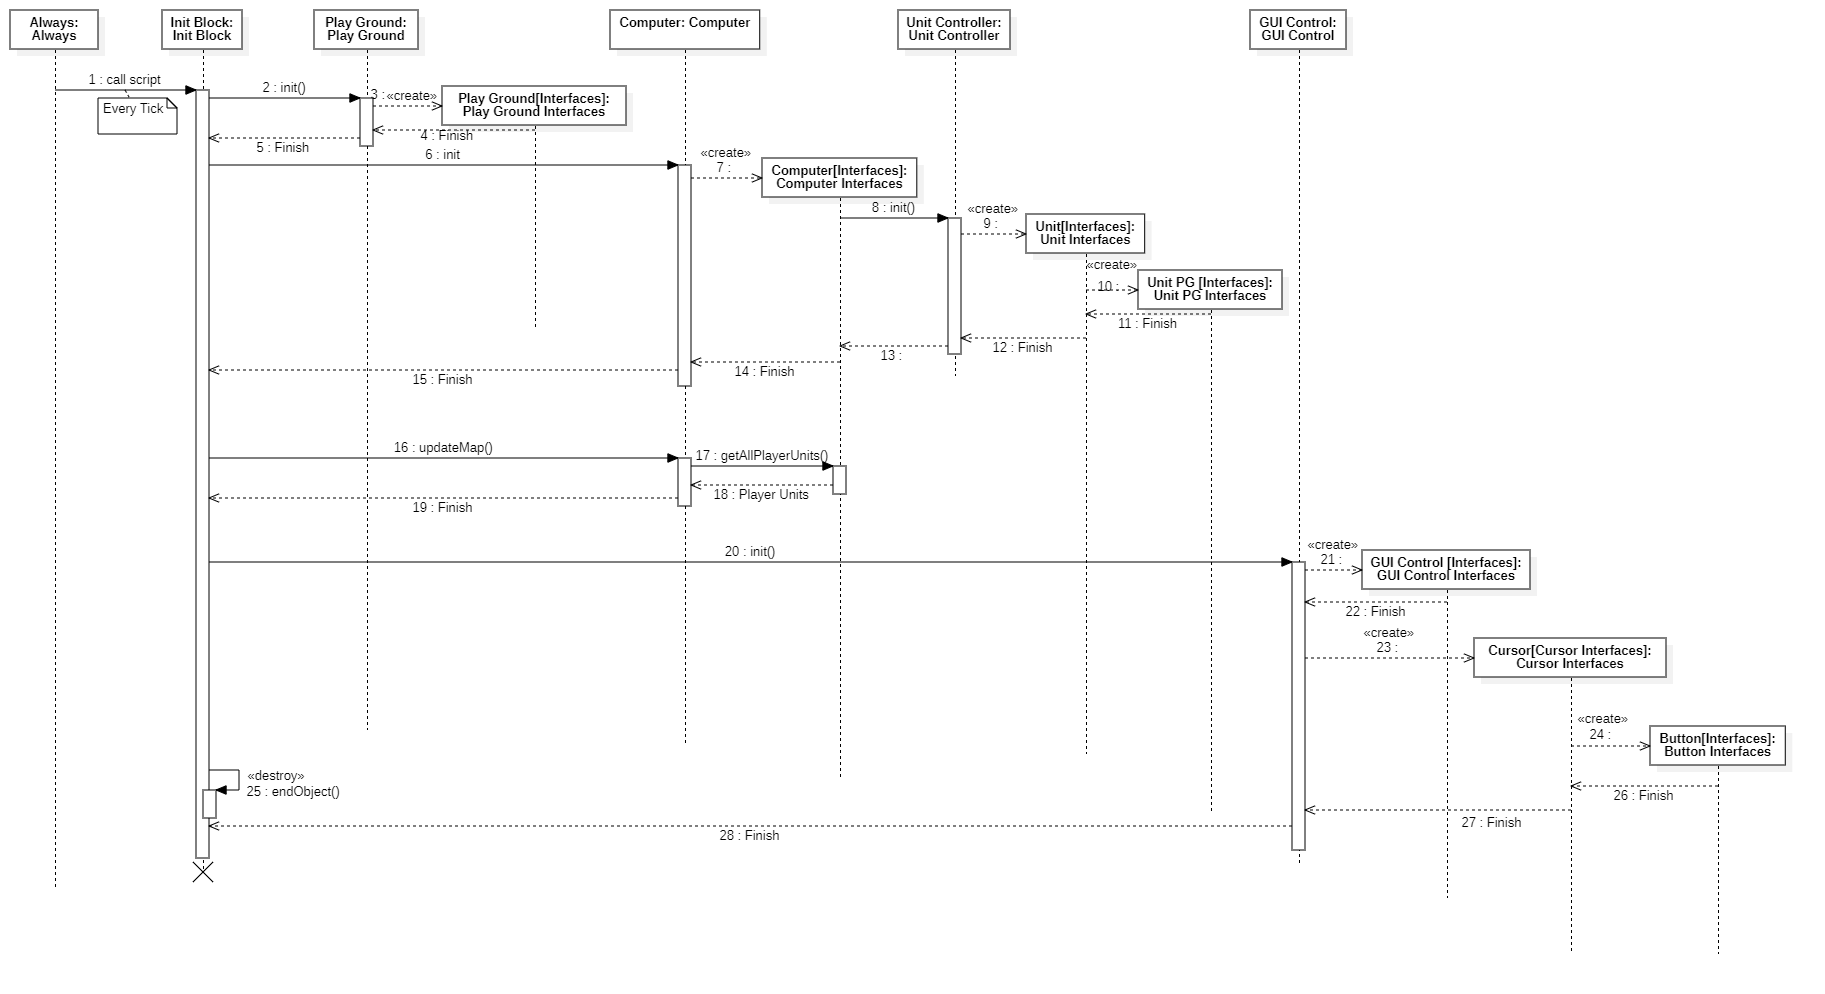 Always:
Always
Init Block:
Init Block
Play Ground:
Play Ground
Computer: Computer
Unit Controller:
Unit Controller
GUI Control:
GUI Control
1 : call script
Every Tick
2 : init()
3 : «create»
Play Ground[Interfaces]:
Play Ground Interfaces
4 : Finish
5 : Finish
6 : init
«create»
7 :
Computer[Interfaces]:
Computer Interfaces
8 : init()
«create»
9 :
Unit[Interfaces]:
Unit Interfaces
«create»
10 :
Unit PG [Interfaces]:
Unit PG Interfaces
11 : Finish
12 : Finish
13 :
14 : Finish
15 : Finish
16 : updateMap()
17 : getAllPlayerUnits()
18 : Player Units
19 : Finish
20 : init()
«create»
21 :
GUI Control [Interfaces]:
GUI Control Interfaces
22 : Finish
«create»
23 :
Cursor[Cursor Interfaces]:
Cursor Interfaces
«create»
24 :
Button[Interfaces]:
Button Interfaces
«destroy»
25 : endObject()
26 : Finish
27 : Finish
28 : Finish